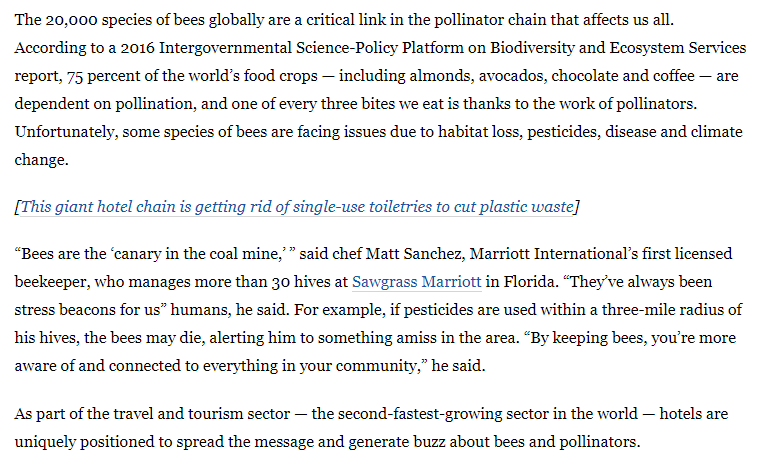 The 20,000 species of bees globally are a critical link in the pollinator chain that affects us all.
According to a 2016 Intergovernmental Science-Policy Platform on Biodiversity and Ecosystem Services
report, 75 percent of the world’s food crops — including almonds, avocados, chocolate and coffee — are
dependent on pollination, and one of every three bites we eat is thanks to the work of pollinators.
Unfortunately, some species of bees are facing issues due to habitat loss, pesticides, disease and climate
change.
[This giant hotel chain is getting rid of single-use toiletries to cut plastic waste]
“Bees are the ‘canary in the coal mine,’ ” said chef Matt Sanchez, Marriott International’s first licensed
beekeeper, who manages more than 30 hives at Sawgrass Marriott in Florida. “They’ve always been
stress beacons for us” humans, he said. For example, if pesticides are used within a three-mile radius of
his hives, the bees may die, alerting him to something amiss in the area. “By keeping bees, you’re more
aware of and connected to everything in your community,” he said.
As part of the travel and tourism sector — the second-fastest-growing sector in the world — hotels are
uniquely positioned to spread the message and generate buzz about bees and pollinators.